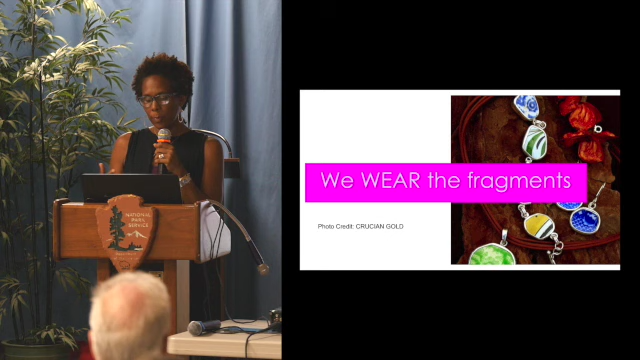 NATIONAL
PARK
SERVICE
We WEAR the fragments
Photo Credit: CRUCIAN GOLD